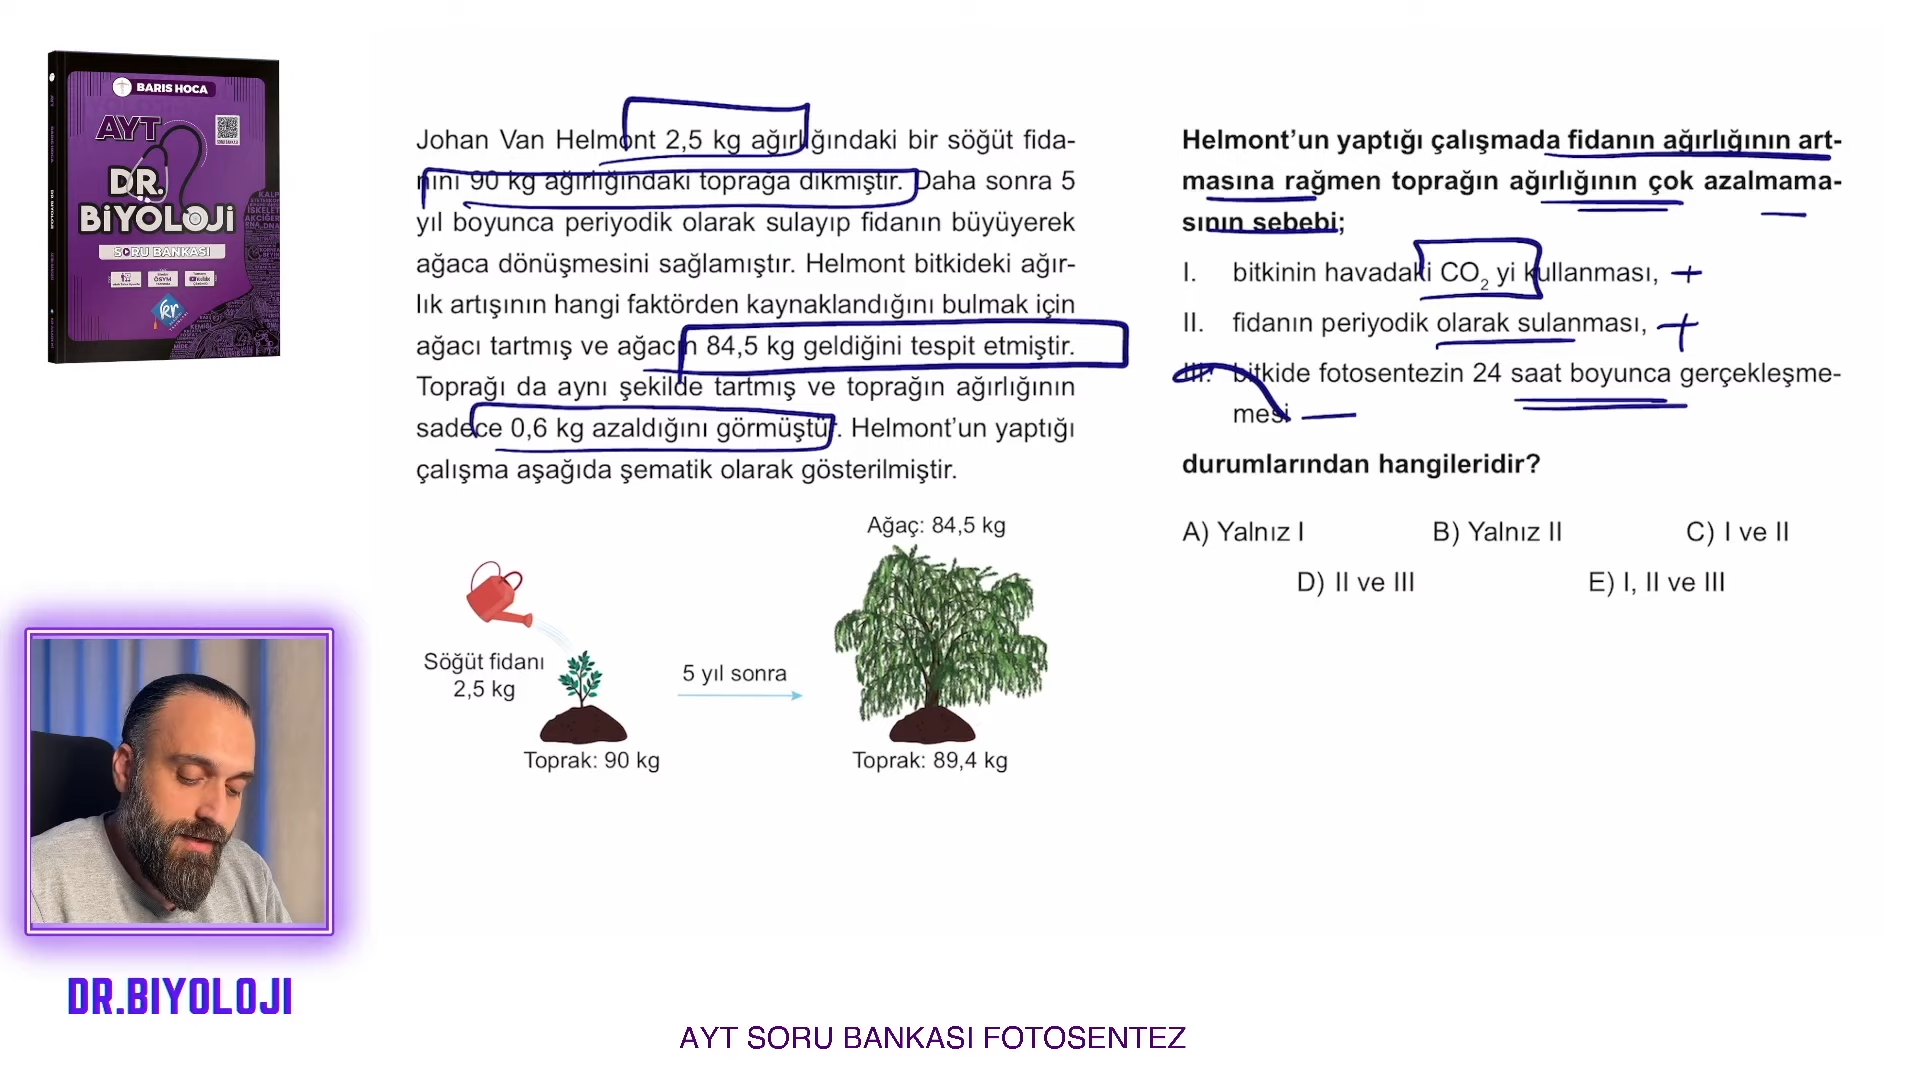 BARIS HOCA
AYT
DR.
BİYOLOJİ
SORU BANKASI
Johan Van Helmont 2,5 kg ağırlığındaki bir söğüt fida-
nını 90 kg ağırlığındaki toprağa dikmiştir. Daha sonra 5
yıl boyunca periyodik olarak sulayıp fidanın büyüyerek
ağaca dönüşmesini sağlamıştır. Helmont bitkideki ağır-
lık artışının hangi faktörden kaynaklandığını bulmak için
ağacı tartmış ve ağacın 84,5 kg geldiğini tespit etmiştir.
Toprağı da aynı şekilde tartmış ve toprağın ağırlığının
sadece 0,6 kg azaldığını görmüştür. Helmont'un yaptığı
çalışma aşağıda şematik olarak gösterilmiştir.
Ağaç: 84,5 kg
Söğüt fidanı
2,5 kg
5 yıl sonra
Toprak: 90 kg
Toprak: 89,4 kg
Helmont'un yaptığı çalışmada fidanın ağırlığının art-
masına rağmen toprağın ağırlığının çok azalmama-
sının sebebi;
I. bitkinin havadaki CO₂ yi kullanması, +
II. fidanın periyodik olarak sulanması, +
III. bitkide fotosentezin 24 saat boyunca gerçekleşme-
mesi —
durumlarından hangileridir?
A) Yalnız I B) Yalnız II C) I ve II
D) II ve III E) I, II ve III
DR.BIYOLOJI
AYT SORU BANKASI FOTOSENTEZ